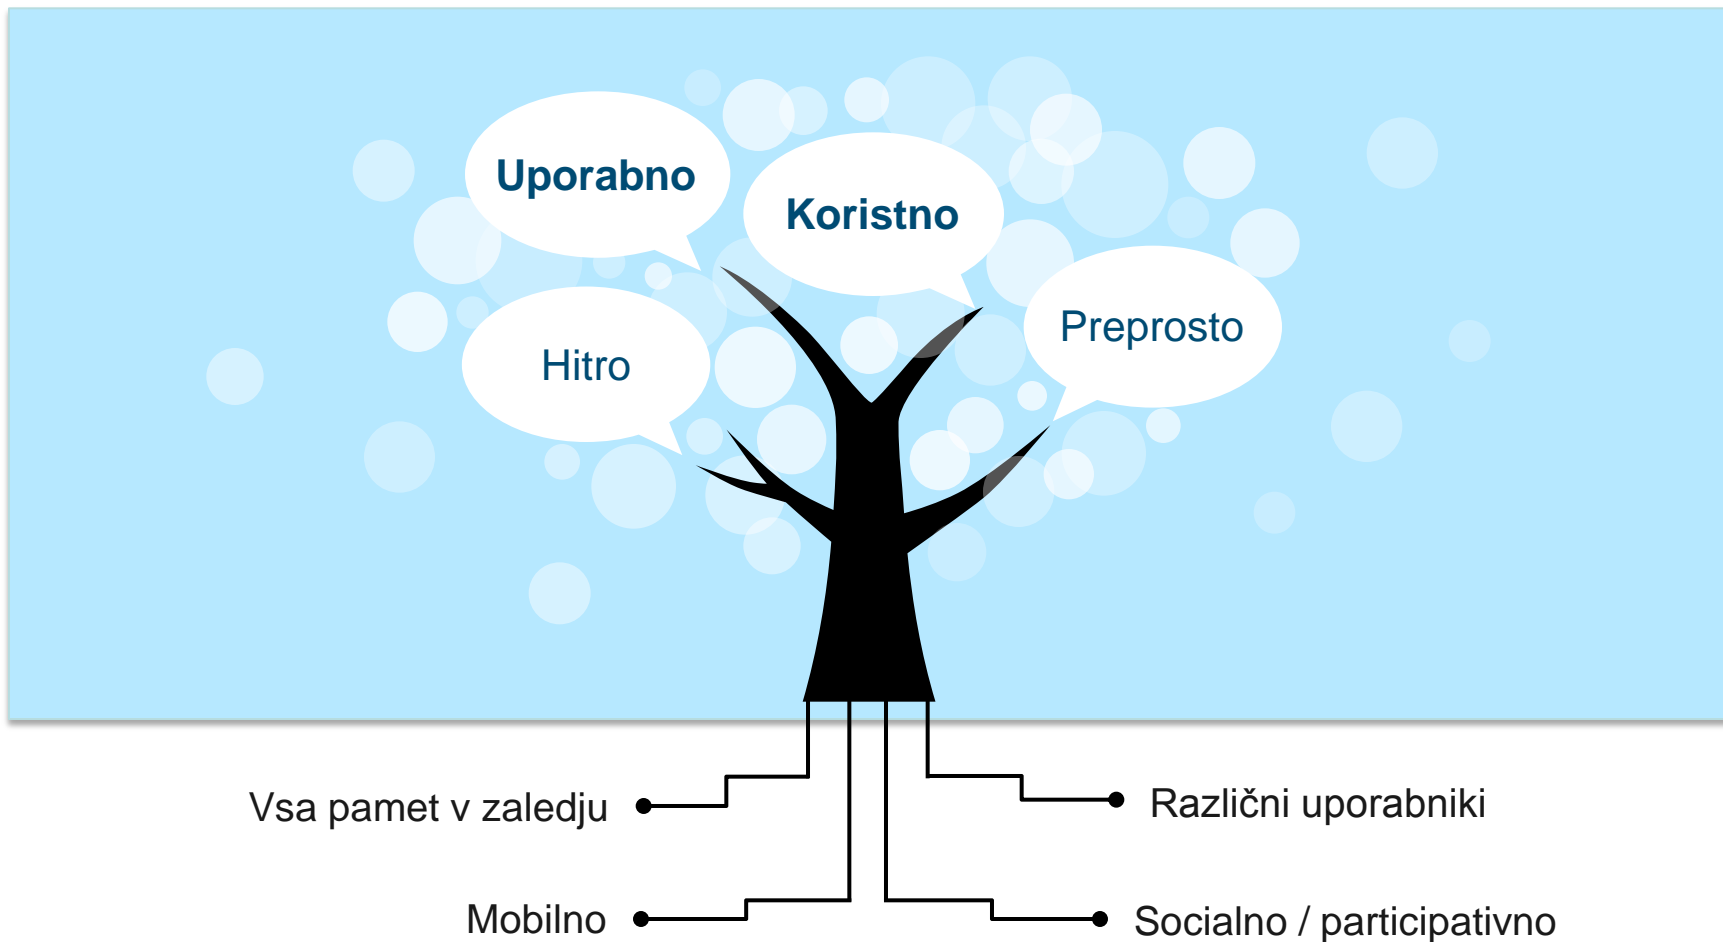 Uporabno
Koristno
Preprosto
Hitro
Vsa pamet v zaledju
Različni uporabniki
Mobilno
Socialno / participativno